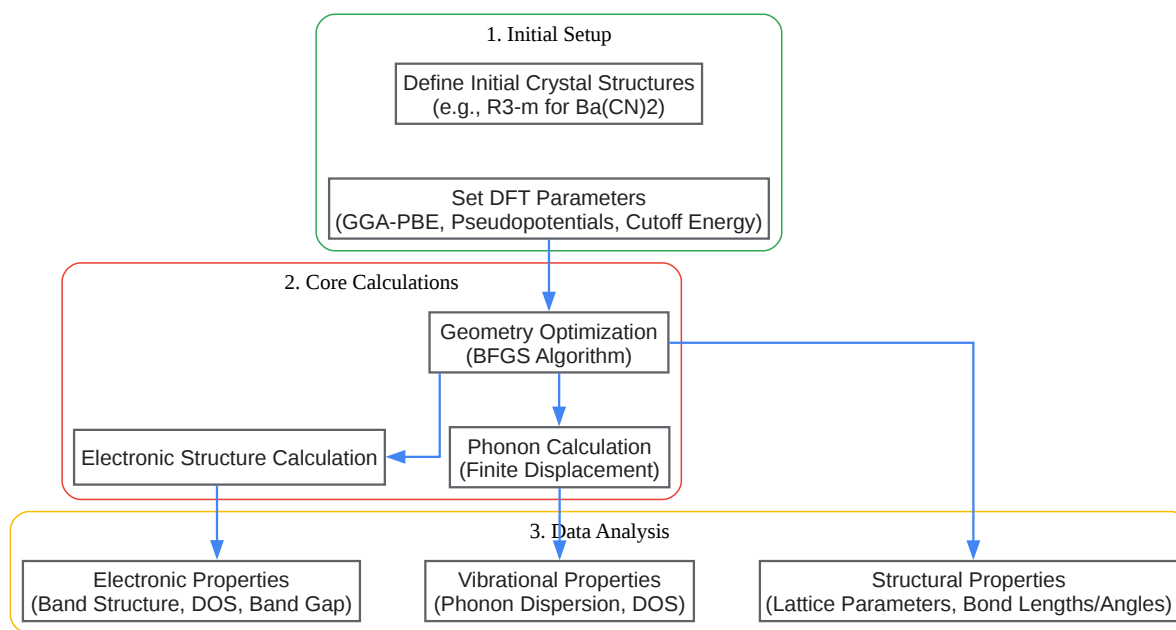 1. Initial Setup
Define Initial Crystal Structures
(e.g., R3-m for Ba(CN)2)
Set DFT Parameters
(GGA-PBE, Pseudopotentials, Cutoff Energy)
2. Core Calculations
Geometry Optimization
(BFGS Algorithm)
Electronic Structure Calculation
Phonon Calculation
(Finite Displacement)
3. Data Analysis
Electronic Properties
(Band Structure, DOS, Band Gap)
Vibrational Properties
(Phonon Dispersion, DOS)
Structural Properties
(Lattice Parameters, Bond Lengths/Angles)